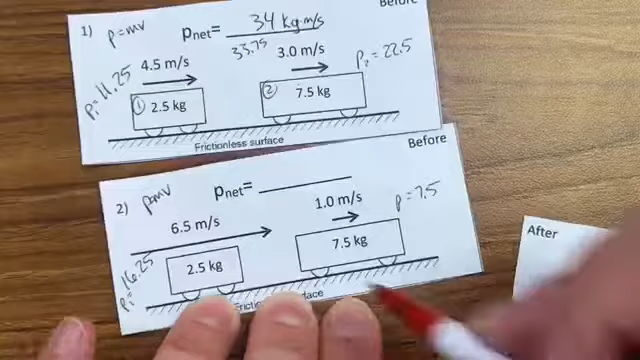 Before
1) p=mv pnet= 34 kg·m/s
33.75
4.5 m/s 3.0 m/s p₂ = 22.5
p₁= 11.25
① 2.5 kg ② 7.5 kg
Frictionless surface
Before
2) p=mv pnet=
6.5 m/s 1.0 m/s p = 7.5
p₁= 16.25
2.5 kg 7.5 kg
After